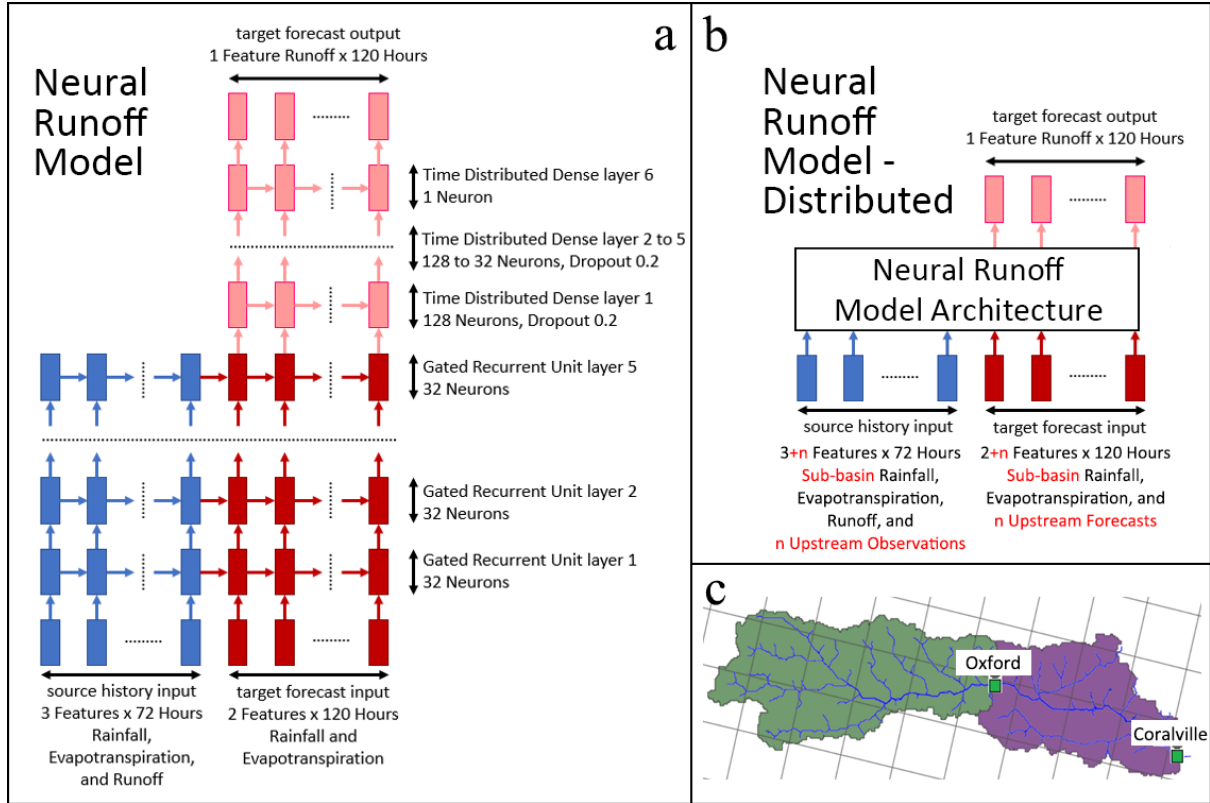 a
Neural
Runoff
Model
target forecast output
1 Feature Runoff x 120 Hours
Time Distributed Dense layer 6
1 Neuron
Time Distributed Dense layer 2 to 5
128 to 32 Neurons, Dropout 0.2
Time Distributed Dense layer 1
128 Neurons, Dropout 0.2
Gated Recurrent Unit layer 5
32 Neurons
Gated Recurrent Unit layer 2
32 Neurons
Gated Recurrent Unit layer 1
32 Neurons
source history input
3 Features x 72 Hours
Rainfall,
Evapotranspiration,
and Runoff
target forecast input
2 Features x 120 Hours
Rainfall and
Evapotranspiration
b
Neural
Runoff
Model -
Distributed
target forecast output
1 Feature Runoff x 120 Hours
Neural Runoff
Model Architecture
source history input
3+n Features x 72 Hours
Sub-basin Rainfall,
Evapotranspiration,
Runoff, and
n Upstream Observations
target forecast input
2+n Features x 120 Hours
Sub-basin Rainfall,
Evapotranspiration, and
n Upstream Forecasts
c
Oxford
Coralville